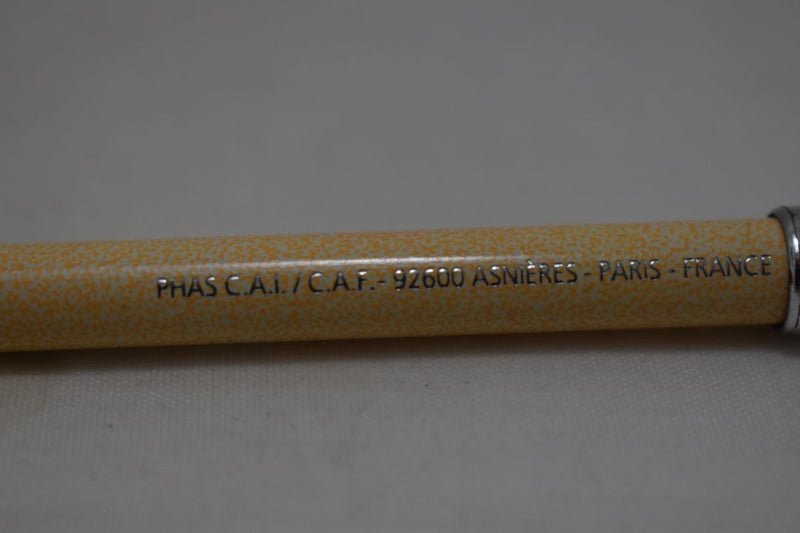 PHAS C.A.I. / C.A.F. - 92600 ASNIÈRES - PARIS - FRANCE